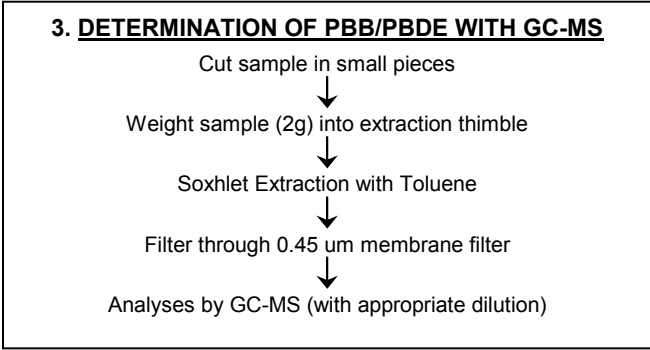 3. DETERMINATION OF PBB/PBDE WITH GC-MS
Cut sample in small pieces
Weight sample (2g) into extraction thimble
Soxhlet Extraction with Toluene
Filter through 0.45 um membrane filter
Analyses by GC-MS (with appropriate dilution)